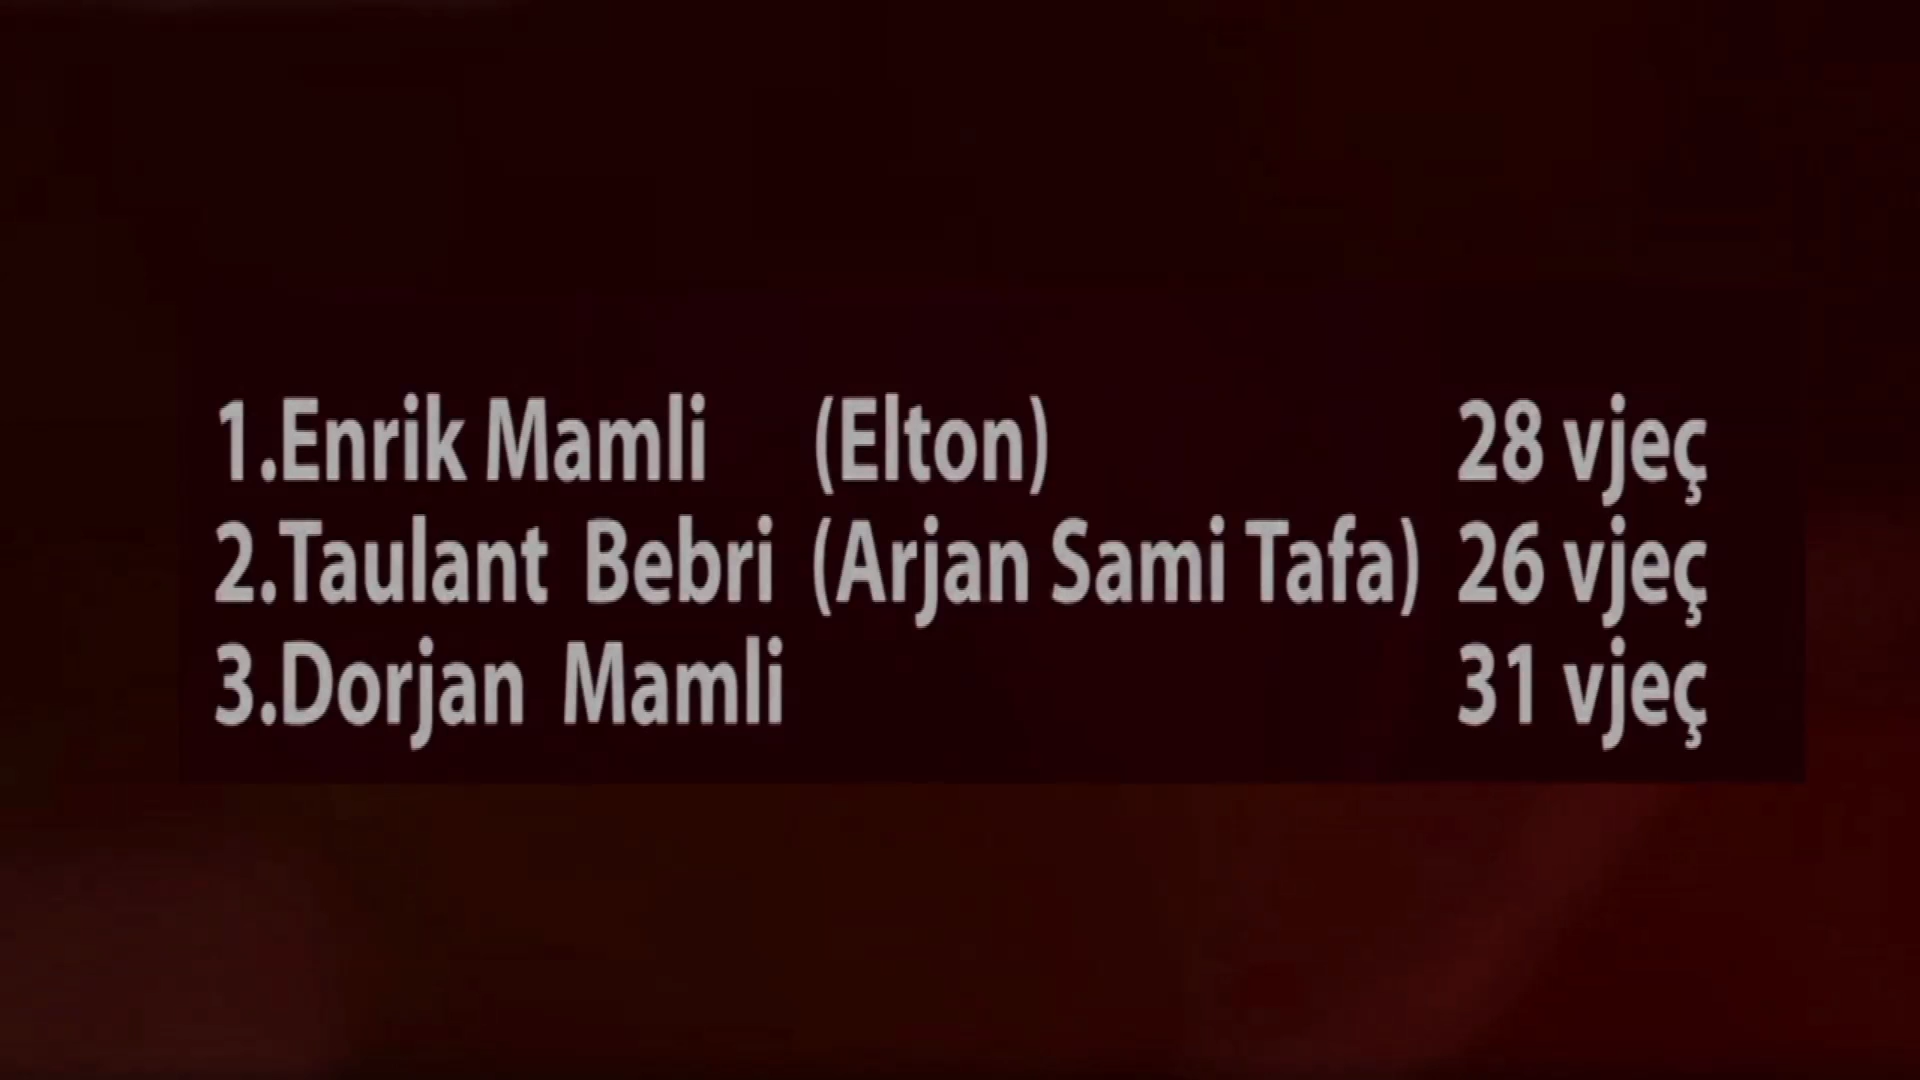 1.Enrik Mamli (Elton) 28 vjeç
2.Taulant Bebri (Arjan Sami Tafa) 26 vjeç
3.Dorjan Mamli 31 vjeç